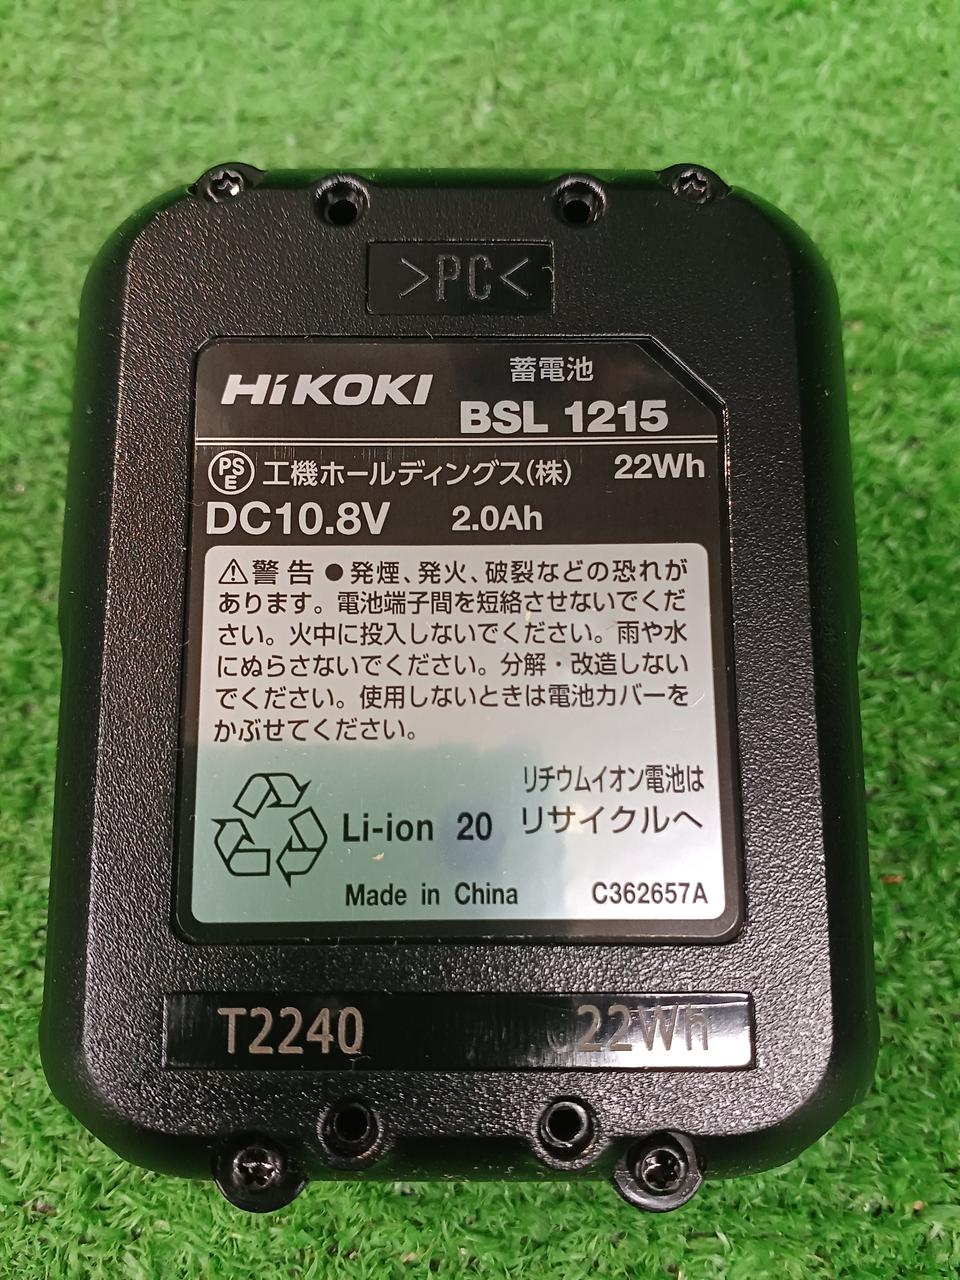 >PC<
HiKOKI
蓄電池
BSL 1215
PSE 工機ホールディングス(株) 22Wh
DC10.8V 2.0Ah
⚠警告 ●発煙、発火、破裂などの恐れが
あります。電池端子間を短絡させないでくだ
さい。火中に投入しないでください。雨や水
にぬらさないでください。分解・改造しない
でください。使用しないときは電池カバーを
かぶせてください。
リチウムイオン電池は
Li-ion 20 リサイクルへ
Made in China C362657A
T2240 22Wh